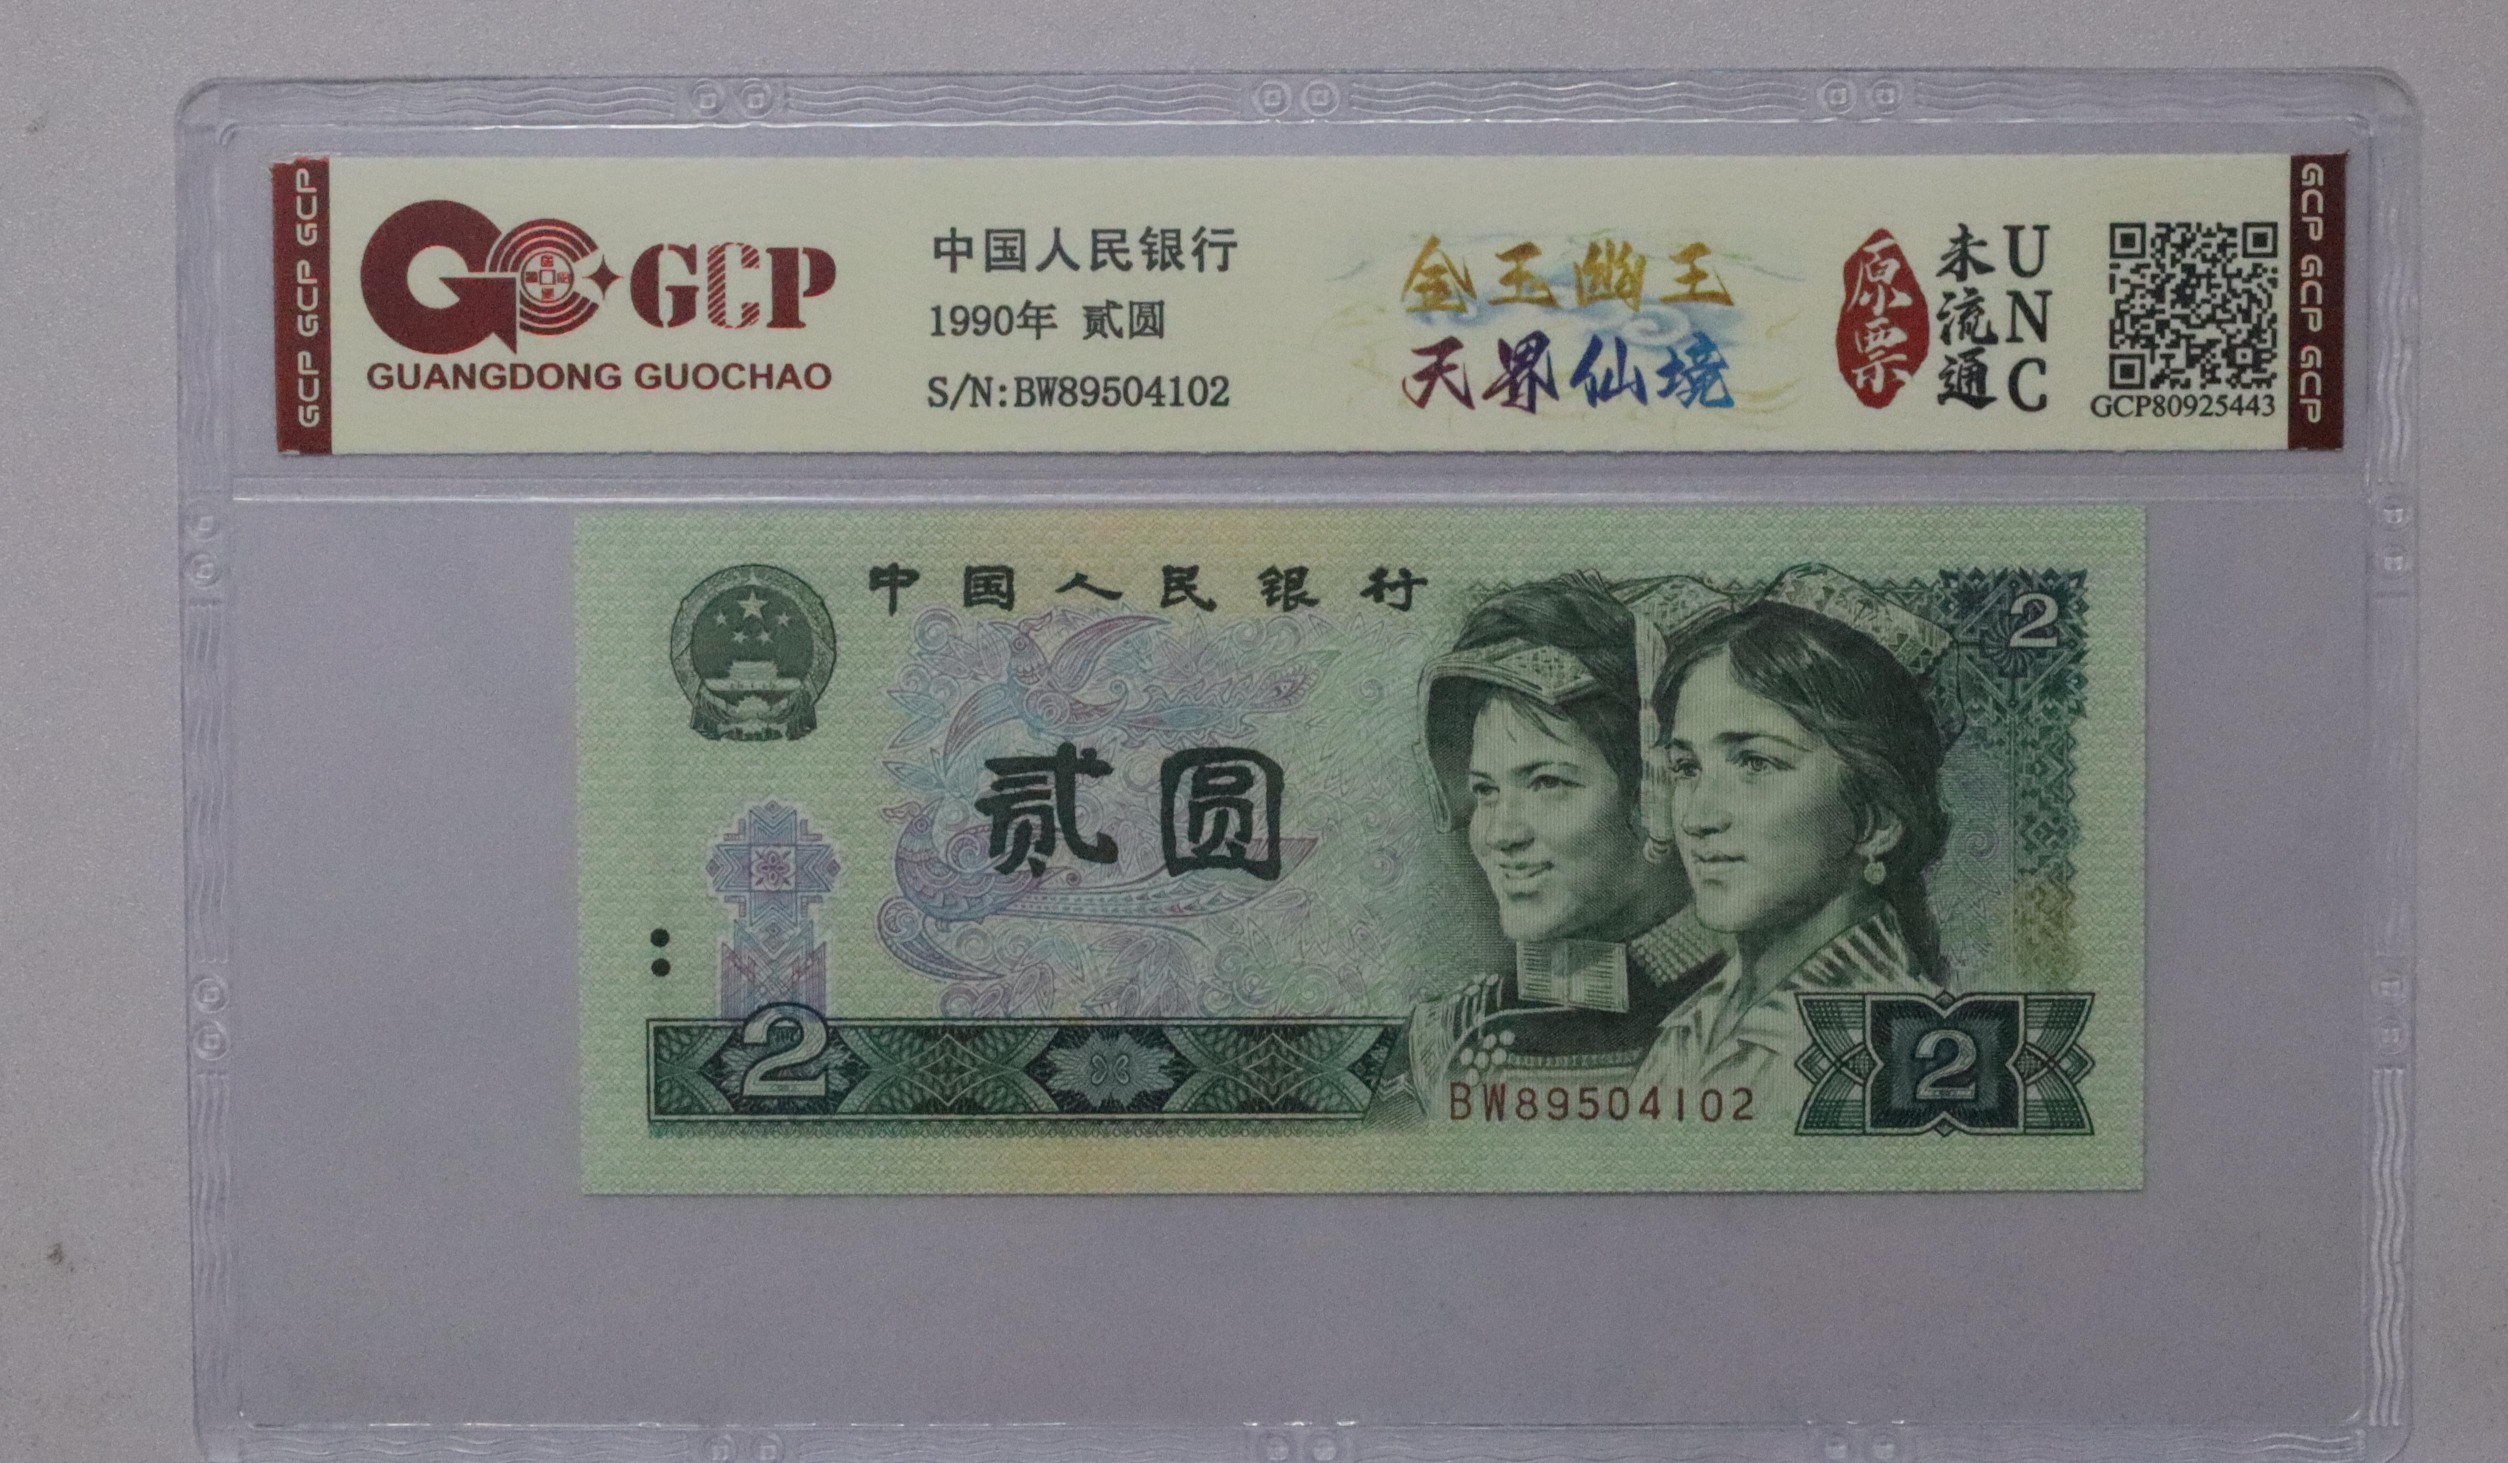 GCP GCP GCP
GCP
GUANGDONG GUOCHAO
中国人民银行
1990年 贰圆
S/N:BW89504102
金玉幽王
天界仙境
原票
未流通
UNC
GCP80925443
GCP GCP GCP
中国人民银行
2
贰圆
2
BW89504102
2